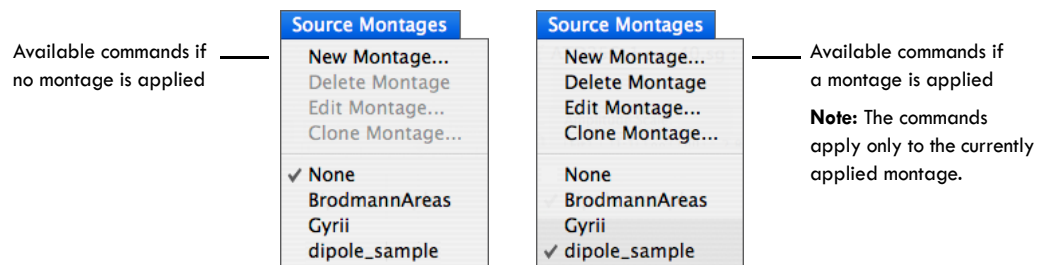 Available commands if
no montage is applied
Source Montages
New Montage...
Delete Montage
Edit Montage...
Clone Montage...
✓ None
BrodmannAreas
Gyrii
dipole_sample
Source Montages
New Montage...
Delete Montage
Edit Montage...
Clone Montage...
None
BrodmannAreas
Gyrii
✓ dipole_sample
Available commands if
a montage is applied
Note: The commands
apply only to the currently
applied montage.